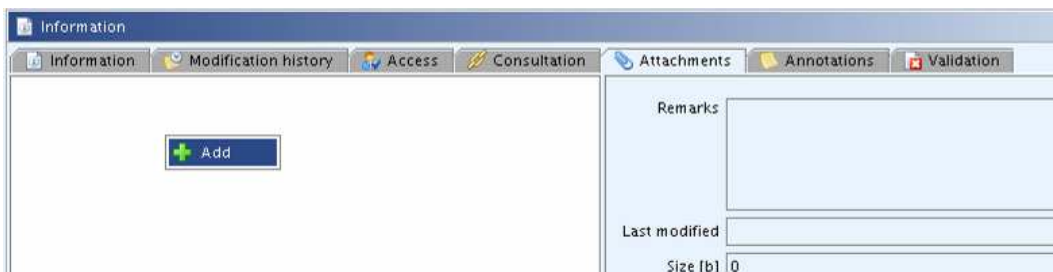 Information
Information Modification history Access Consultation Attachments Annotations Validation
Remarks
Add
Last modified
Size [b] 0